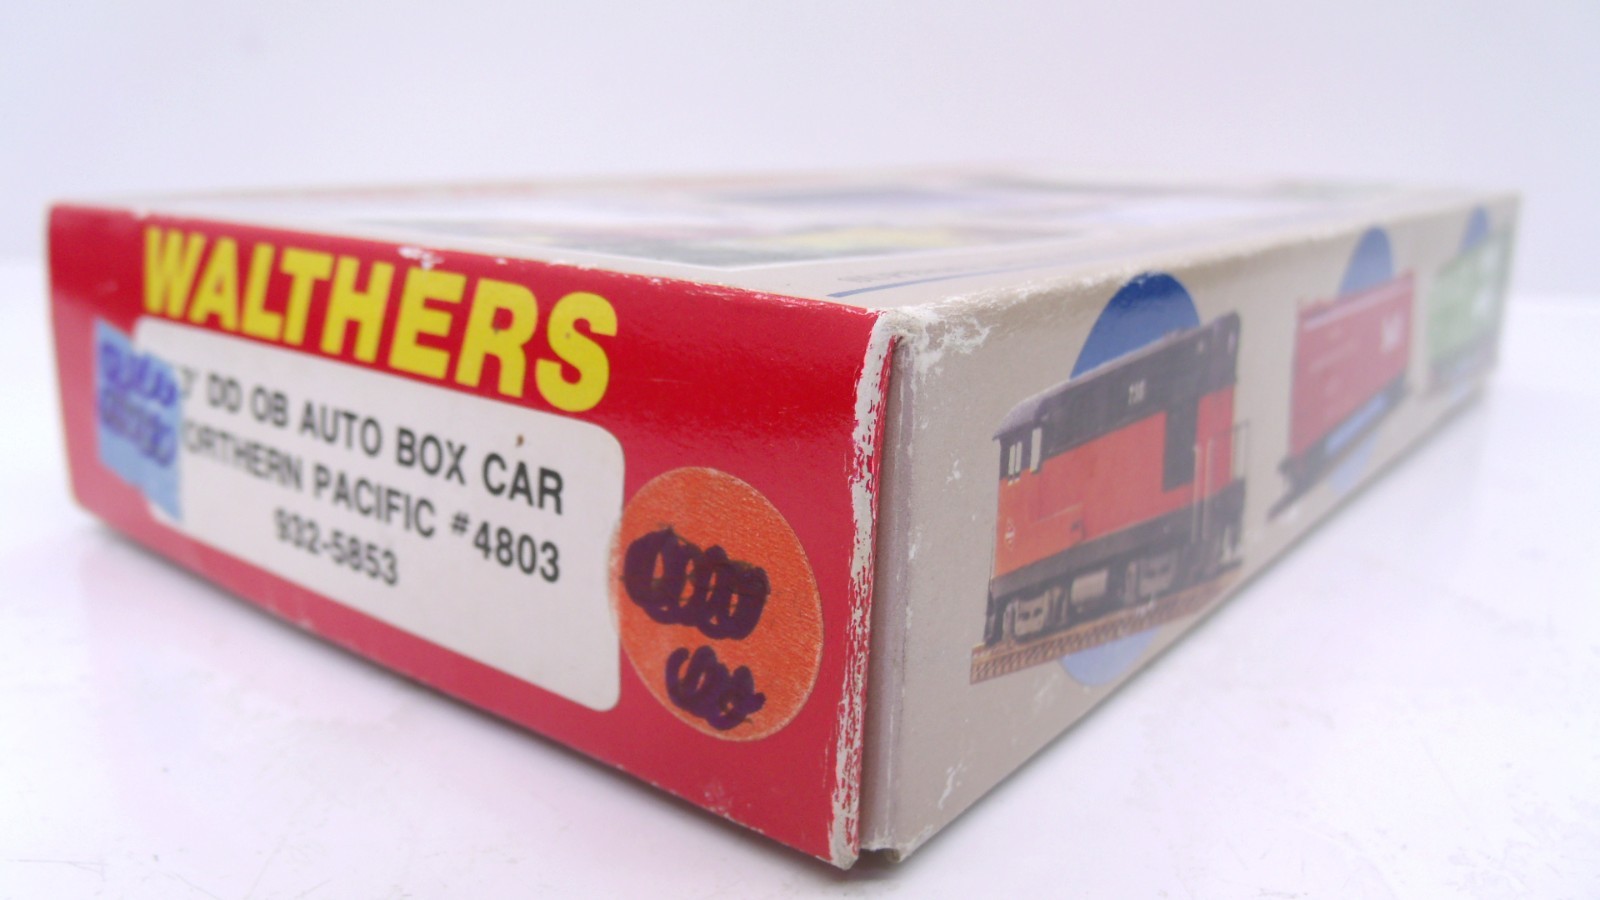 WALTHERS
' DD OB AUTO BOX CAR
ORTHERN PACIFIC #4803
932-5853